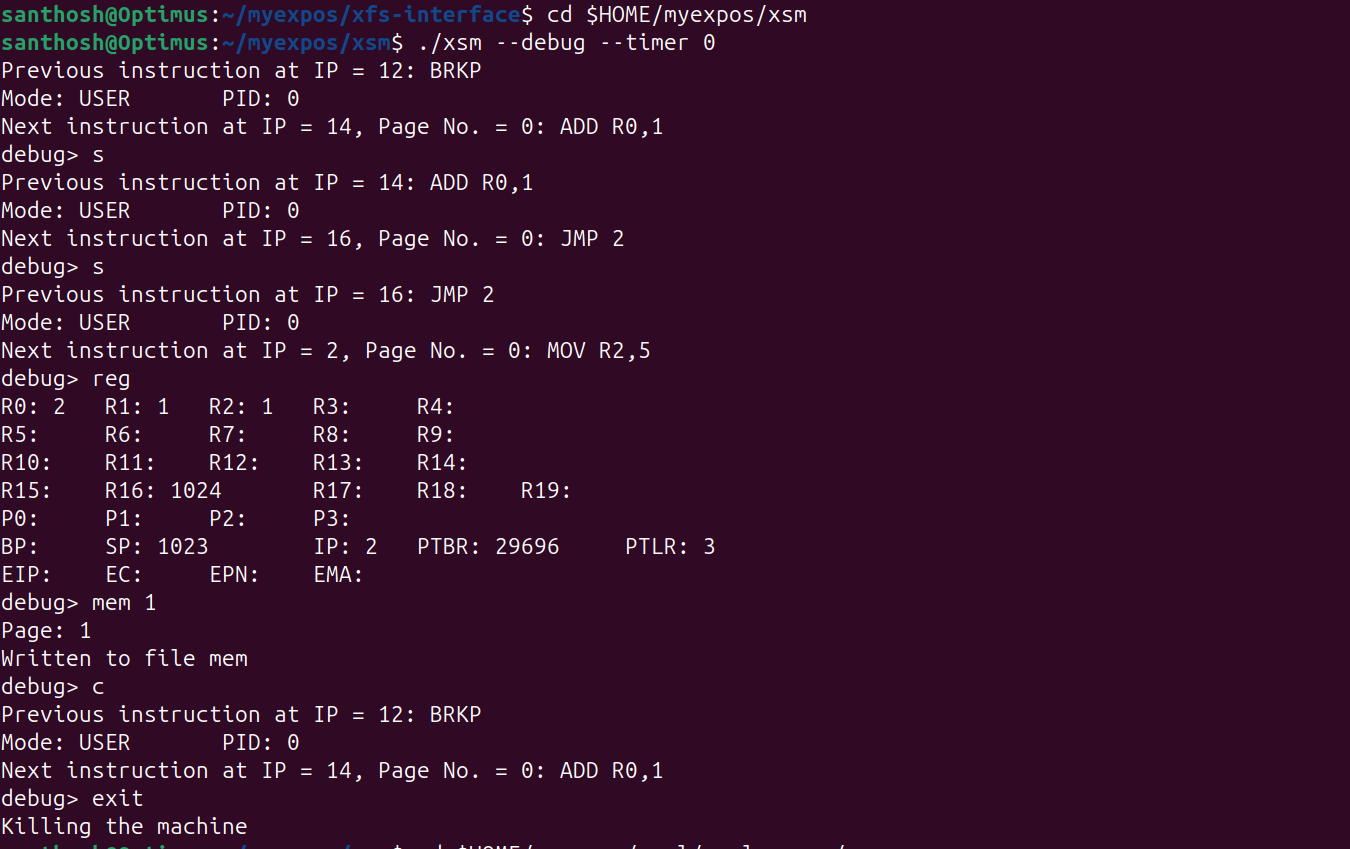 santhosh@Optimus:~/myexpos/xfs-interface$ cd $HOME/myexpos/xsm
santhosh@Optimus:~/myexpos/xsm$ ./xsm --debug --timer 0
Previous instruction at IP = 12: BRKP
Mode: USER       PID: 0
Next instruction at IP = 14, Page No. = 0: ADD R0,1
debug> s
Previous instruction at IP = 14: ADD R0,1
Mode: USER       PID: 0
Next instruction at IP = 16, Page No. = 0: JMP 2
debug> s
Previous instruction at IP = 16: JMP 2
Mode: USER       PID: 0
Next instruction at IP = 2, Page No. = 0: MOV R2,5
debug> reg
R0: 2   R1: 1   R2: 1   R3:     R4:
R5:     R6:     R7:     R8:     R9:
R10:    R11:    R12:    R13:    R14:
R15:    R16: 1024       R17:    R18:    R19:
P0:     P1:     P2:     P3:
BP:     SP: 1023        IP: 2   PTBR: 29696     PTLR: 3
EIP:    EC:     EPN:    EMA:
debug> mem 1
Page: 1
Written to file mem
debug> c
Previous instruction at IP = 12: BRKP
Mode: USER       PID: 0
Next instruction at IP = 14, Page No. = 0: ADD R0,1
debug> exit
Killing the machine